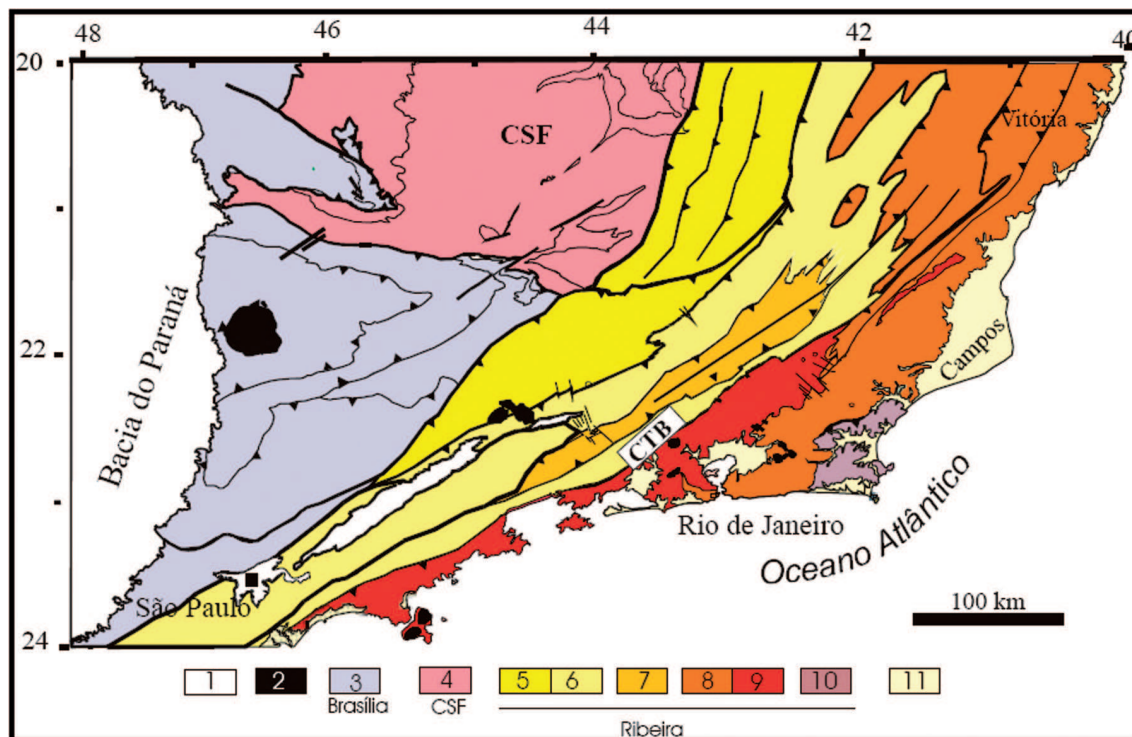 48 46 44 42 40
20
CSF
Vitória
Bacia do Paraná
22
Campos
CTB
Rio de Janeiro
Oceano Atlântico
São Paulo
100 km
24
1 2 3 4 5 6 7 8 9 10 11
Brasília CSF
Ribeira